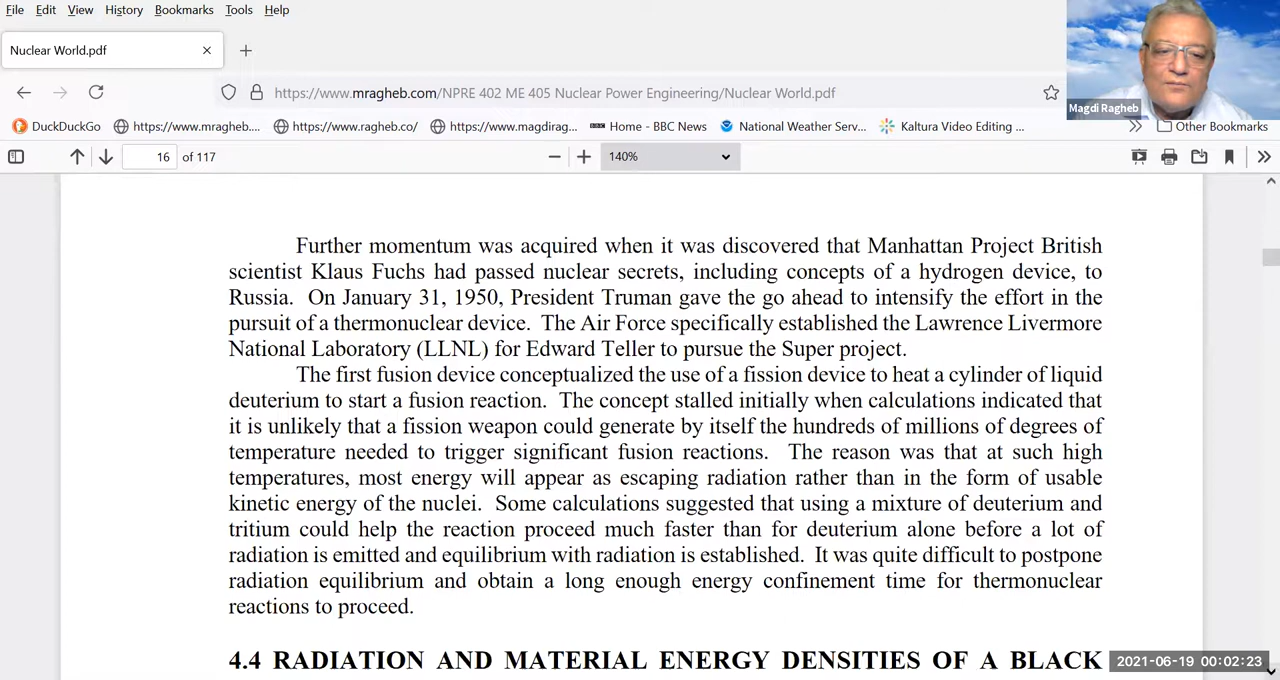 File Edit View History Bookmarks Tools Help
Nuclear World.pdf
https://www.mragheb.com/NPRE 402 ME 405 Nuclear Power Engineering/Nuclear World.pdf
Magdi Ragheb
DuckDuckGo https://www.mragheb... https://www.ragheb.co/ https://www.magdirag... BBC Home - BBC News National Weather Serv... Kaltura Video Editing ... Other Bookmarks
16 of 117 140%
Further momentum was acquired when it was discovered that Manhattan Project British
scientist Klaus Fuchs had passed nuclear secrets, including concepts of a hydrogen device, to
Russia. On January 31, 1950, President Truman gave the go ahead to intensify the effort in the
pursuit of a thermonuclear device. The Air Force specifically established the Lawrence Livermore
National Laboratory (LLNL) for Edward Teller to pursue the Super project.
The first fusion device conceptualized the use of a fission device to heat a cylinder of liquid
deuterium to start a fusion reaction. The concept stalled initially when calculations indicated that
it is unlikely that a fission weapon could generate by itself the hundreds of millions of degrees of
temperature needed to trigger significant fusion reactions. The reason was that at such high
temperatures, most energy will appear as escaping radiation rather than in the form of usable
kinetic energy of the nuclei. Some calculations suggested that using a mixture of deuterium and
tritium could help the reaction proceed much faster than for deuterium alone before a lot of
radiation is emitted and equilibrium with radiation is established. It was quite difficult to postpone
radiation equilibrium and obtain a long enough energy confinement time for thermonuclear
reactions to proceed.
4.4 RADIATION AND MATERIAL ENERGY DENSITIES OF A BLACK
2021-06-19 00:02:23